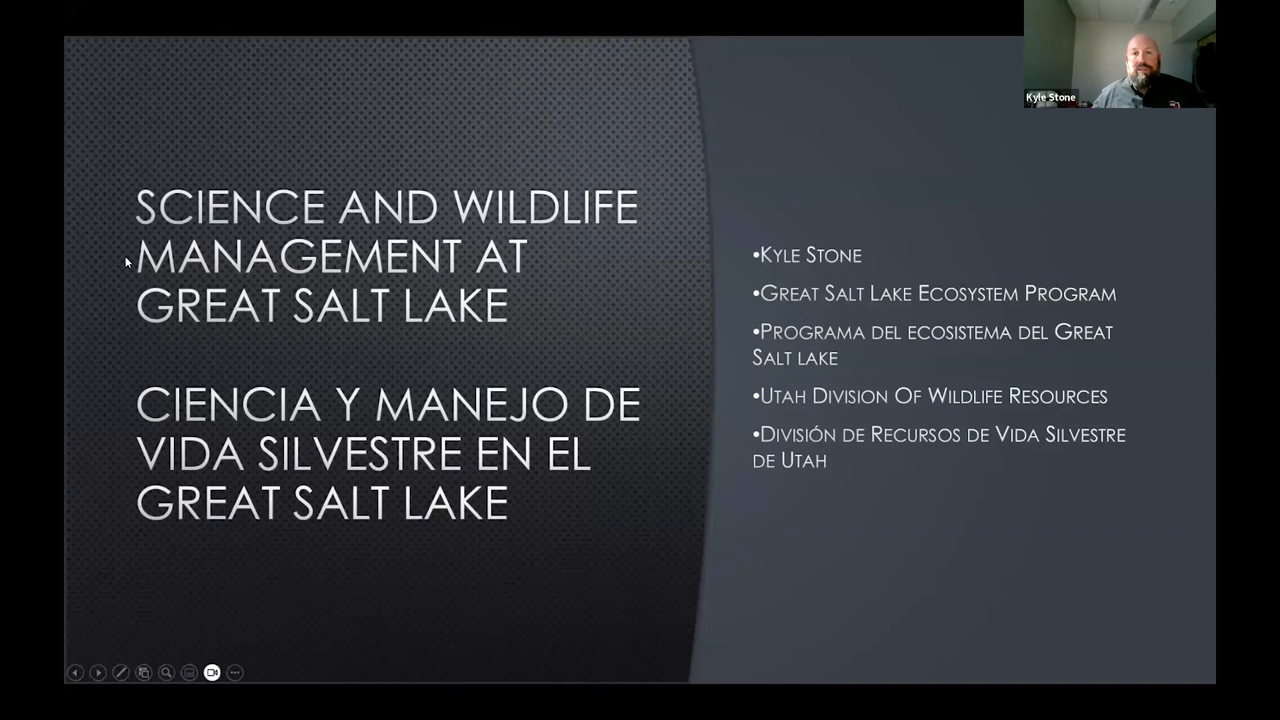 Kyle Stone
SCIENCE AND WILDLIFE
MANAGEMENT AT
GREAT SALT LAKE
CIENCIA Y MANEJO DE
VIDA SILVESTRE EN EL
GREAT SALT LAKE
•KYLE STONE
•GREAT SALT LAKE ECOSYSTEM PROGRAM
•PROGRAMA DEL ECOSISTEMA DEL GREAT
SALT LAKE
•UTAH DIVISION OF WILDLIFE RESOURCES
•DIVISIÓN DE RECURSOS DE VIDA SILVESTRE
DE UTAH